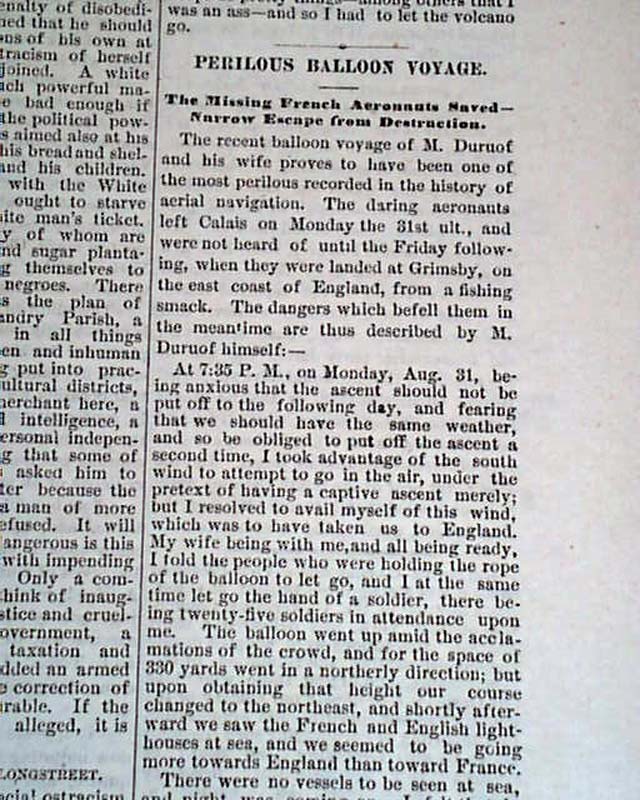 enalty of disobedi-
ned that he should
ons of his own at
tracism of herself
joined. A white
ich powerful ma-
e bad enough if
the political pow-
s aimed also at his
his bread and shel-
and his children.
with the White
ought to starve
ite man's ticket.
y of whom are
nd sugar planta-
g themselves to
negroes. There
s the plan of
andry Parish, a
in all things
en and inhuman
g put into prac-
ultural districts,
nerchant here, a
l intelligence, a
ersonal indepen-
g that some of
asked him to
ter because the
a man of more
efused. It will
angerous is this
with impending
Only a com-
think of inaug-
stice and cruel-
overnment, a
taxation and
dded an armed
e correction of
rable. If the
alleged, it is
LONGSTREET.
cial ostracism
was an ass—and so I had to let the volcano
go.
PERILOUS BALLOON VOYAGE.
The Missing French Aeronauts Saved—
Narrow Escape from Destruction.
The recent balloon voyage of M. Duruof
and his wife proves to have been one of
the most perilous recorded in the history of
aerial navigation. The daring aeronauts
left Calais on Monday the 31st ult., and
were not heard of until the Friday follow-
ing, when they were landed at Grimsby, on
the east coast of England, from a fishing
smack. The dangers which befell them in
the meantime are thus described by M.
Duruof himself:—
At 7:35 P. M., on Monday, Aug. 31, be-
ing anxious that the ascent should not be
put off to the following day, and fearing
that we should have the same weather,
and so be obliged to put off the ascent a
second time, I took advantage of the south
wind to attempt to go in the air, under the
pretext of having a captive ascent merely;
but I resolved to avail myself of this wind,
which was to have taken us to England.
My wife being with me, and all being ready,
I told the people who were holding the rope
of the balloon to let go, and I at the same
time let go the hand of a soldier, there be-
ing twenty-five soldiers in attendance upon
me. The balloon went up amid the accla-
mations of the crowd, and for the space of
330 yards went in a northerly direction; but
upon obtaining that height our course
changed to the northeast, and shortly after-
ward we saw the French and English light-
houses at sea, and we seemed to be going
more towards England than toward France.
There were no vessels to be seen at sea,